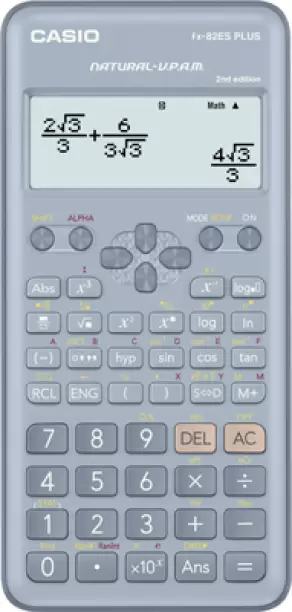 CASIO fx-82ES PLUS
NATURAL-V.P.A.M.
2nd edition
Math ▲
2√3/3 + 6/3√3
4√3/3
SHIFT ALPHA MODE SETUP ON
Abs x³ x⁻¹ log
x² log ln
(−) hyp sin cos tan
RCL ENG ( ) S⇔D M+
7 8 9 DEL AC
4 5 6 × ÷
1 2 3 + −
0 • ×10ˣ Ans =